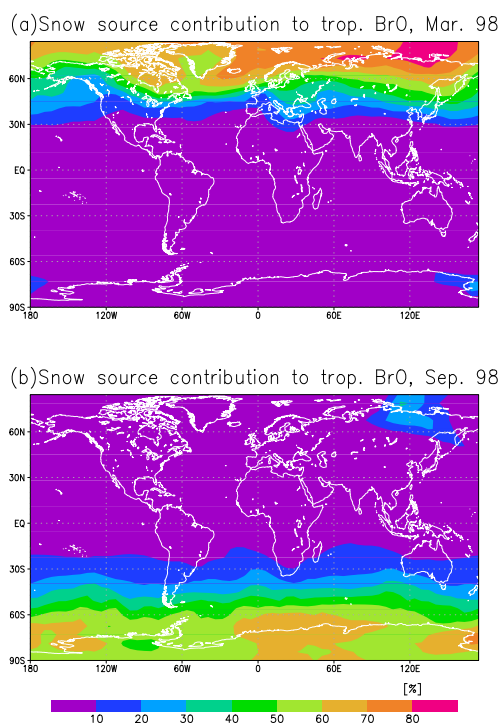 (a)Snow source contribution to trop. BrO, Mar. 98
60N
30N
EQ
30S
60S
90S
180 120W 60W 0 60E 120E
(b)Snow source contribution to trop. BrO, Sep. 98
60N
30N
EQ
30S
60S
90S
180 120W 60W 0 60E 120E
[%]
10 20 30 40 50 60 70 80